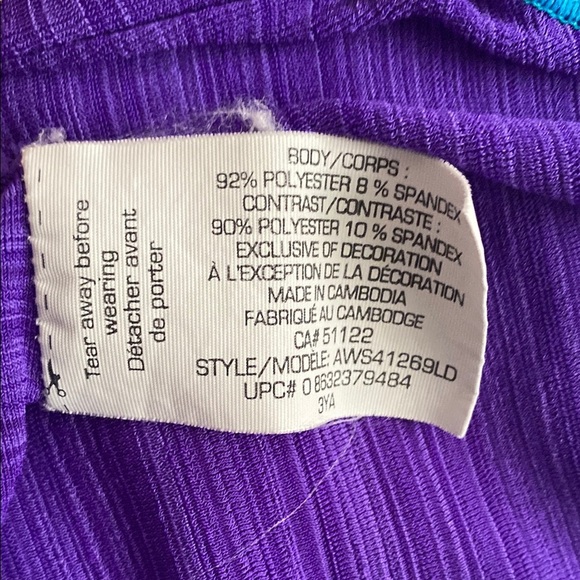 BODY/CORPS :
92% POLYESTER 8 % SPANDEX
CONTRAST/CONTRASTE :
90% POLYESTER 10 % SPANDEX
EXCLUSIVE OF DECORATION
À L'EXCEPTION DE LA DÉCORATION
MADE IN CAMBODIA
FABRIQUÉ AU CAMBODGE
CA# 51122
STYLE/MODÈLE: AWS41269LD
UPC# 0 8632379484
3YA
Tear away before
wearing
Détacher avant
de porter